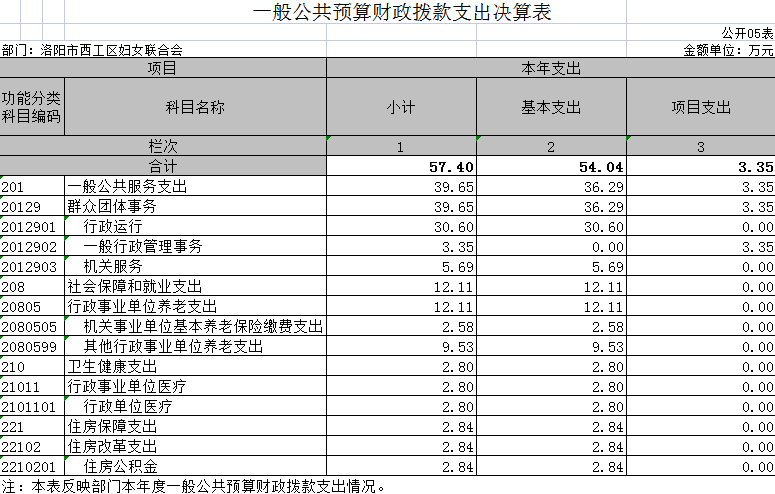 一般公共预算财政拨款支出决算表
公开05表
部门：洛阳市西工区妇女联合会 金额单位：万元
项目 本年支出
功能分类科目编码 科目名称 小计 基本支出 项目支出
栏次 1 2 3
合计 57.40 54.04 3.35
201 一般公共服务支出 39.65 36.29 3.35
20129 群众团体事务 39.65 36.29 3.35
2012901 行政运行 30.60 30.60 0.00
2012902 一般行政管理事务 3.35 0.00 3.35
2012903 机关服务 5.69 5.69 0.00
208 社会保障和就业支出 12.11 12.11 0.00
20805 行政事业单位养老支出 12.11 12.11 0.00
2080505 机关事业单位基本养老保险缴费支出 2.58 2.58 0.00
2080599 其他行政事业单位养老支出 9.53 9.53 0.00
210 卫生健康支出 2.80 2.80 0.00
21011 行政事业单位医疗 2.80 2.80 0.00
2101101 行政单位医疗 2.80 2.80 0.00
221 住房保障支出 2.84 2.84 0.00
22102 住房改革支出 2.84 2.84 0.00
2210201 住房公积金 2.84 2.84 0.00
注：本表反映部门本年度一般公共预算财政拨款支出情况。